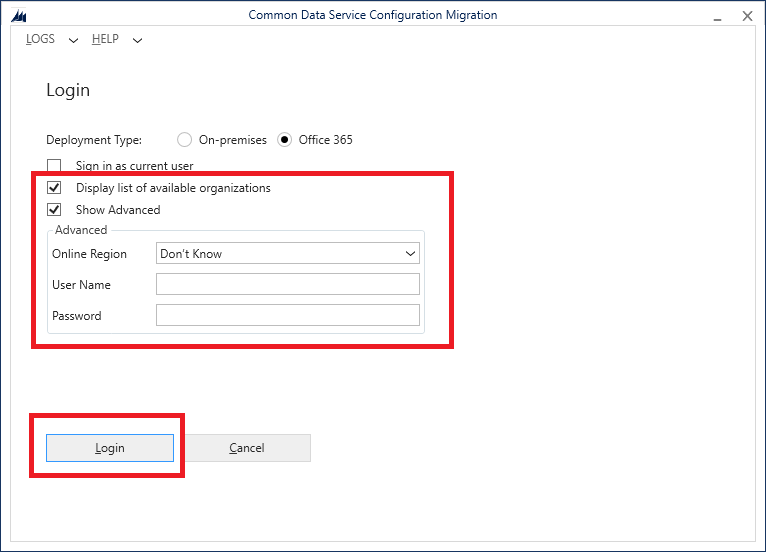 Common Data Service Configuration Migration
LOGS HELP
Login
Deployment Type: On-premises Office 365
Sign in as current user
Display list of available organizations
Show Advanced
Advanced
Online Region Don't Know
User Name
Password
Login Cancel